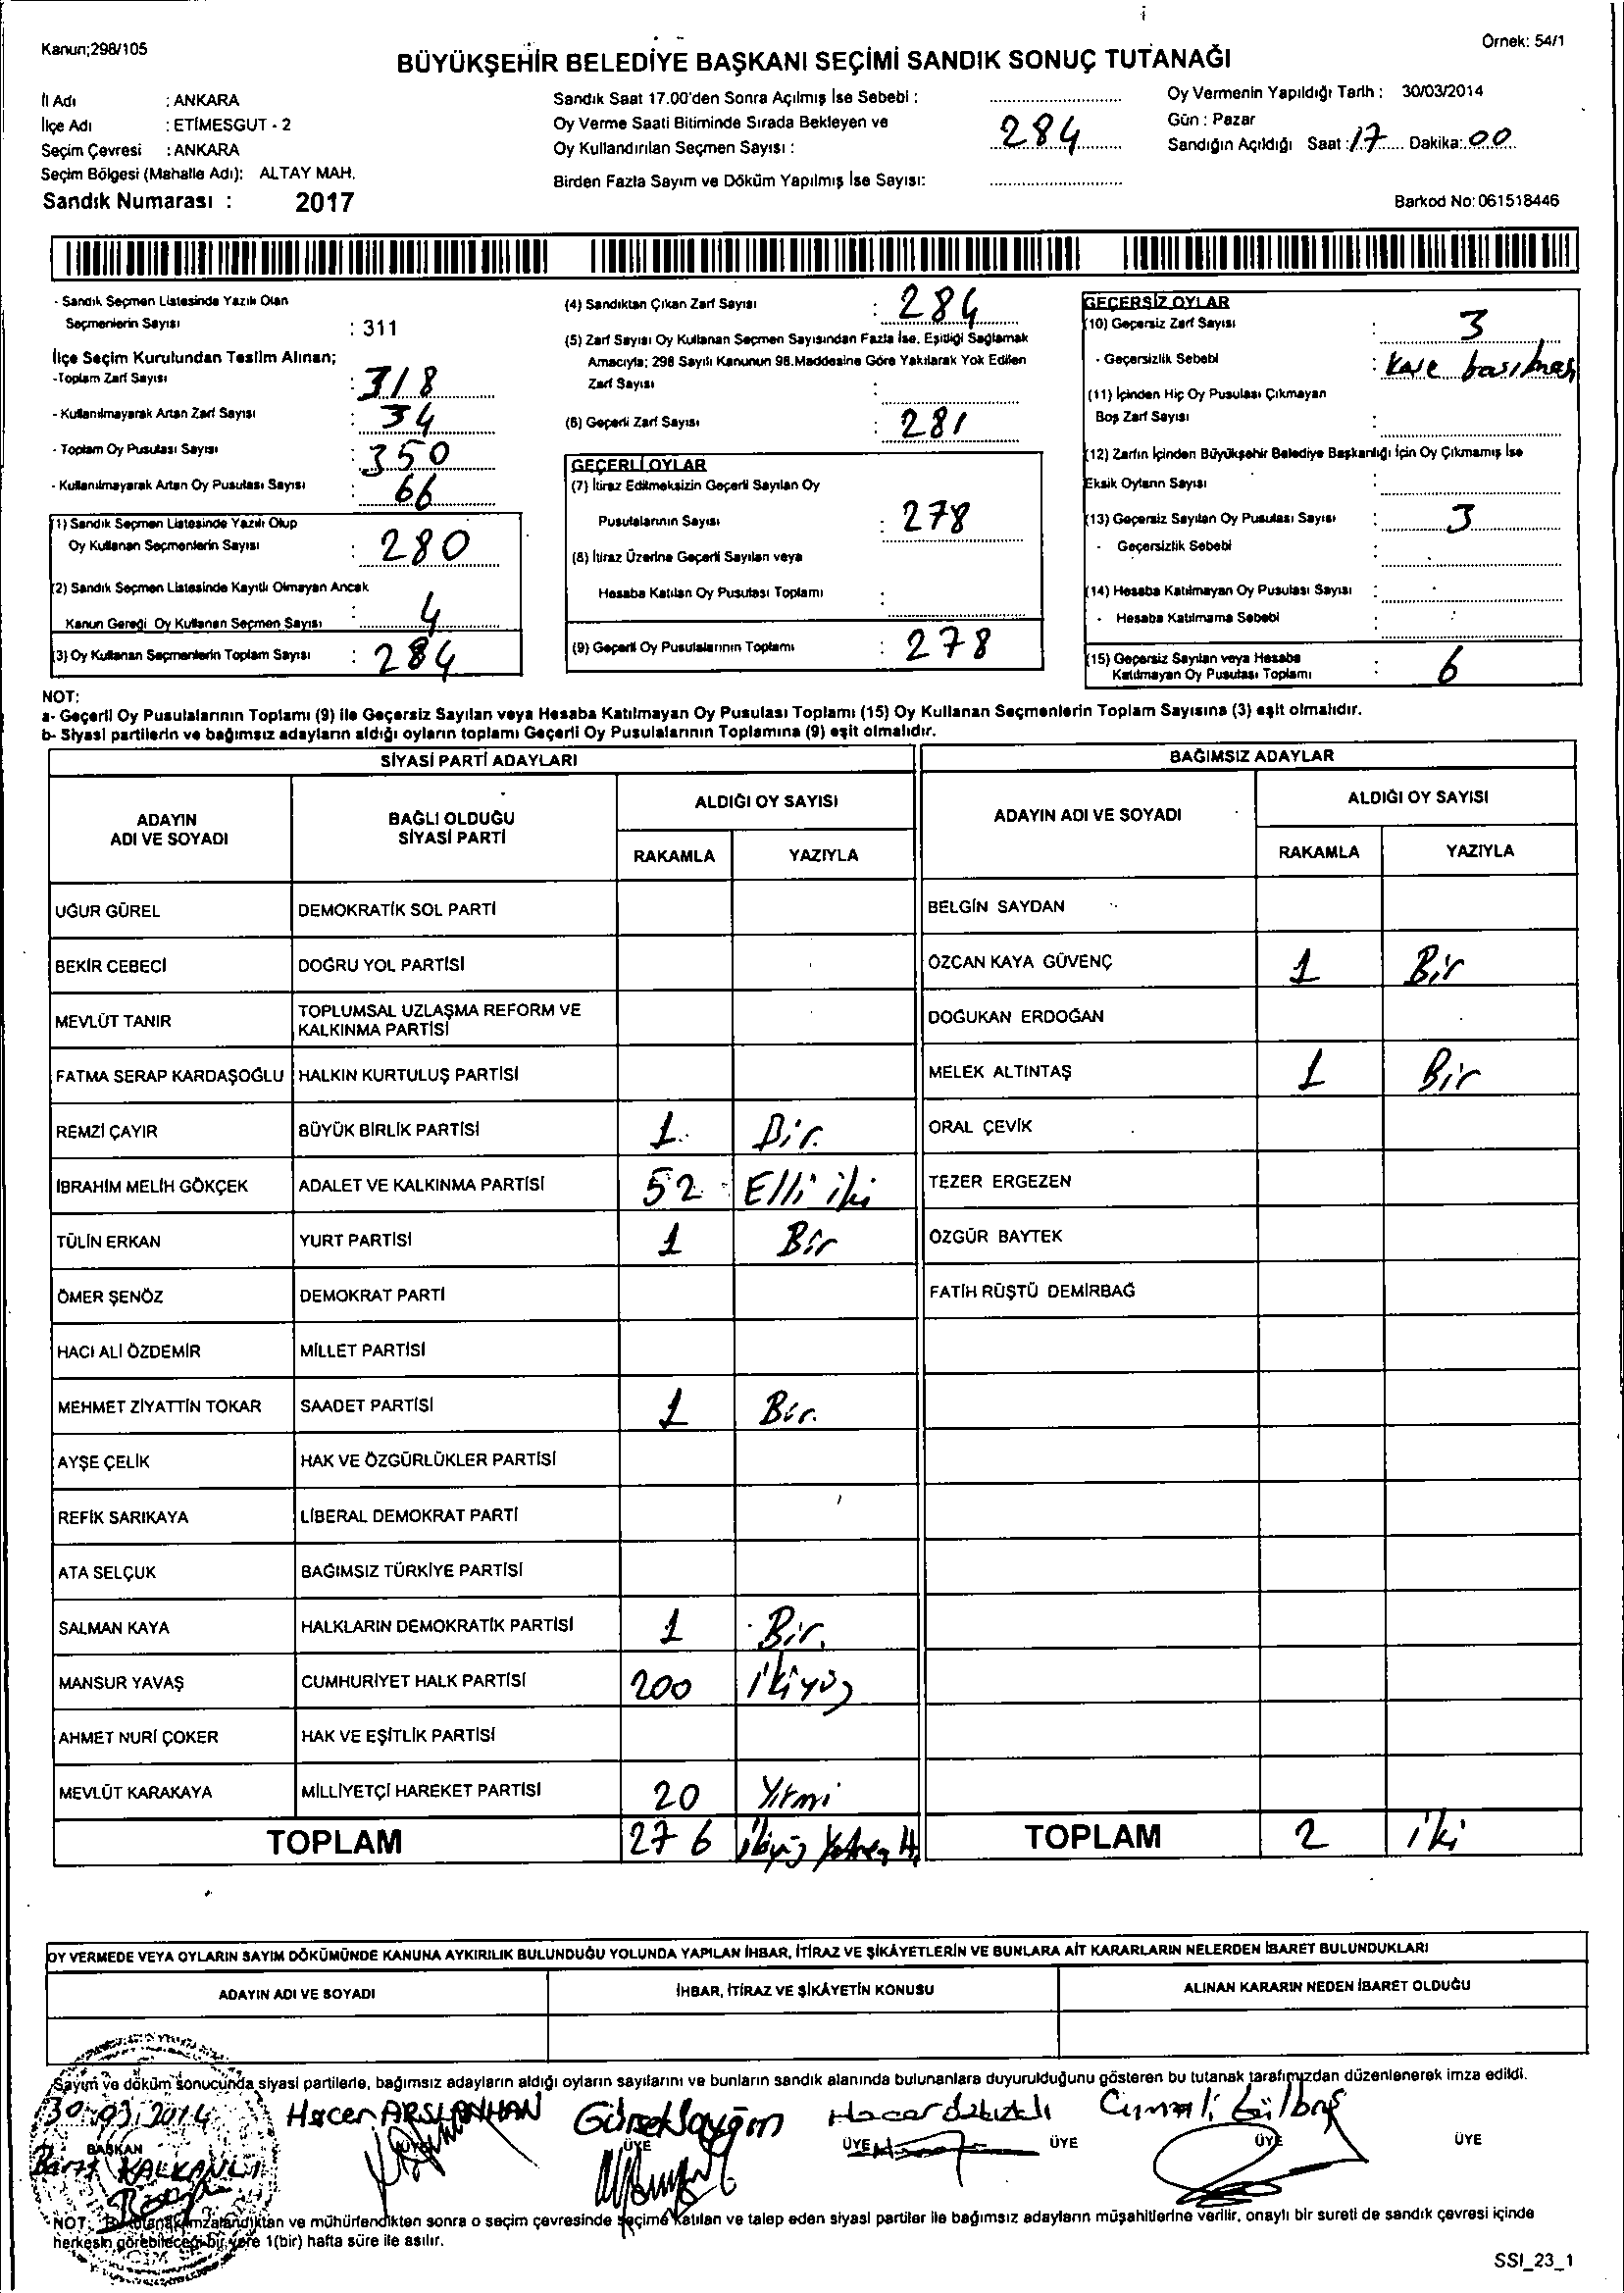 Kanun;298/105
Örnek: 54/1
BÜYÜKŞEHİR BELEDİYE BAŞKANI SEÇİMİ SANDIK SONUÇ TUTANAĞI
İl Adı : ANKARA
İlçe Adı : ETİMESGUT - 2
Seçim Çevresi : ANKARA
Seçim Bölgesi (Mahalle Adı): ALTAY MAH.
Sandık Numarası : 2017
Sandık Saat 17.00'den Sonra Açılmış İse Sebebi :
Oy Verme Saati Bitiminde Sırada Bekleyen ve
Oy Kullandırılan Seçmen Sayısı : 284
Birden Fazla Sayım ve Döküm Yapılmış İse Sayısı:
Oy Vermenin Yapıldığı Tarih : 30/03/2014
Gün : Pazar
Sandığın Açıldığı Saat : 17 Dakika: 00
Barkod No: 061518446
- Sandık Seçmen Listesinde Yazılı Olan
Seçmenlerin Sayısı : 311
İlçe Seçim Kurulundan Teslim Alınan;
-Toplam Zarf Sayısı : 318
- Kullanılmayarak Artan Zarf Sayısı : 34
- Toplam Oy Pusulası Sayısı : 350
- Kullanılmayarak Artan Oy Pusulası Sayısı : 66
(1) Sandık Seçmen Listesinde Yazılı Olup
Oy Kullanan Seçmenlerin Sayısı : 280
(2) Sandık Seçmen Listesinde Kayıtlı Olmayan Ancak
Kanun Gereği Oy Kullanan Seçmen Sayısı : 4
(3) Oy Kullanan Seçmenlerin Toplam Sayısı : 284
(4) Sandıktan Çıkan Zarf Sayısı : 284
(5) Zarf Sayısı Oy Kullanan Seçmen Sayısından Fazla İse, Eşitliği Sağlamak
Amacıyla; 298 Sayılı Kanunun 98.Maddesine Göre Yakılarak Yok Edilen
Zarf Sayısı :
(6) Geçerli Zarf Sayısı : 281
GEÇERLİ OYLAR
(7) İtiraz Edilmeksizin Geçerli Sayılan Oy
Pusulalarının Sayısı : 278
(8) İtiraz Üzerine Geçerli Sayılan veya
Hesaba Katılan Oy Pusulası Toplamı :
(9) Geçerli Oy Pusulalarının Toplamı : 278
GEÇERSİZ OYLAR
(10) Geçersiz Zarf Sayısı : 3
- Geçersizlik Sebebi : Kaşe basılması
(11) İçinden Hiç Oy Pusulası Çıkmayan
Boş Zarf Sayısı :
(12) Zarfın İçinden Büyükşehir Belediye Başkanlığı İçin Oy Çıkmamış İse
Eksik Oyların Sayısı :
(13) Geçersiz Sayılan Oy Pusulası Sayısı : 3
- Geçersizlik Sebebi :
(14) Hesaba Katılmayan Oy Pusulası Sayısı :
- Hesaba Katılmama Sebebi :
(15) Geçersiz Sayılan veya Hesaba
Katılmayan Oy Pusulası Toplamı : 6
NOT:
a- Geçerli Oy Pusulalarının Toplamı (9) ile Geçersiz Sayılan veya Hesaba Katılmayan Oy Pusulası Toplamı (15) Oy Kullanan Seçmenlerin Toplam Sayısına (3) eşit olmalıdır.
b- Siyasi partilerin ve bağımsız adayların aldığı oyların toplamı Geçerli Oy Pusulalarının Toplamına (9) eşit olmalıdır.
SİYASİ PARTİ ADAYLARI BAĞIMSIZ ADAYLAR
ADAYIN ADI VE SOYADI BAĞLI OLDUĞU SİYASİ PARTİ ALDIĞI OY SAYISI ADAYIN ADI VE SOYADI ALDIĞI OY SAYISI
RAKAMLA YAZIYLA RAKAMLA YAZIYLA
UĞUR GÜREL DEMOKRATİK SOL PARTİ BELGİN SAYDAN
BEKİR CEBECİ DOĞRU YOL PARTİSİ ÖZCAN KAYA GÜVENÇ 1 Bir
MEVLÜT TANIR TOPLUMSAL UZLAŞMA REFORM VE KALKINMA PARTİSİ DOĞUKAN ERDOĞAN
FATMA SERAP KARDAŞOĞLU HALKIN KURTULUŞ PARTİSİ MELEK ALTINTAŞ 1 Bir
REMZİ ÇAYIR BÜYÜK BİRLİK PARTİSİ 1 Bir. ORAL ÇEVİK
İBRAHİM MELİH GÖKÇEK ADALET VE KALKINMA PARTİSİ 52 Elli iki TEZER ERGEZEN
TÜLİN ERKAN YURT PARTİSİ 1 Bir ÖZGÜR BAYTEK
ÖMER ŞENÖZ DEMOKRAT PARTİ FATİH RÜŞTÜ DEMİRBAĞ
HACI ALİ ÖZDEMİR MİLLET PARTİSİ
MEHMET ZİYATTİN TOKAR SAADET PARTİSİ 1 Bir.
AYŞE ÇELİK HAK VE ÖZGÜRLÜKLER PARTİSİ
REFİK SARIKAYA LİBERAL DEMOKRAT PARTİ
ATA SELÇUK BAĞIMSIZ TÜRKİYE PARTİSİ
SALMAN KAYA HALKLARIN DEMOKRATİK PARTİSİ 1 Bir.
MANSUR YAVAŞ CUMHURİYET HALK PARTİSİ 200 ikiyüz
AHMET NURİ ÇOKER HAK VE EŞİTLİK PARTİSİ
MEVLÜT KARAKAYA MİLLİYETÇİ HAREKET PARTİSİ 20 Yirmi
TOPLAM 276 ikiyüz TOPLAM 2 iki
OY VERMEDE VEYA OYLARIN SAYIM DÖKÜMÜNDE KANUNA AYKIRILIK BULUNDUĞU YOLUNDA YAPILAN İHBAR, İTİRAZ VE ŞİKÂYETLERİN VE BUNLARA AİT KARARLARIN NELERDEN İBARET BULUNDUKLARI
ADAYIN ADI VE SOYADI İHBAR, İTİRAZ VE ŞİKÂYETİN KONUSU ALINAN KARARIN NEDEN İBARET OLDUĞU
Sayım ve döküm sonucunda siyasi partilerle, bağımsız adayların aldığı oyların sayılarını ve bunların sandık alanında bulunanlara duyurulduğunu gösteren bu tutanak tarafımızdan düzenlenerek imza edildi.
30.03.2014 Hacer ARSLANHAN Hacer Cumali Gülbaş
BAŞKAN ÜYE ÜYE ÜYE ÜYE ÜYE ÜYE
KALKANLI
NOT: Bu tutanak imzalandıktan ve mühürlendikten sonra o seçim çevresinde seçime katılan ve talep eden siyasi partiler ile bağımsız adayların müşahitlerine verilir, onaylı bir sureti de sandık çevresi içinde
herkesin görebileceği bir yere 1(bir) hafta süre ile asılır.
SSI_23_1